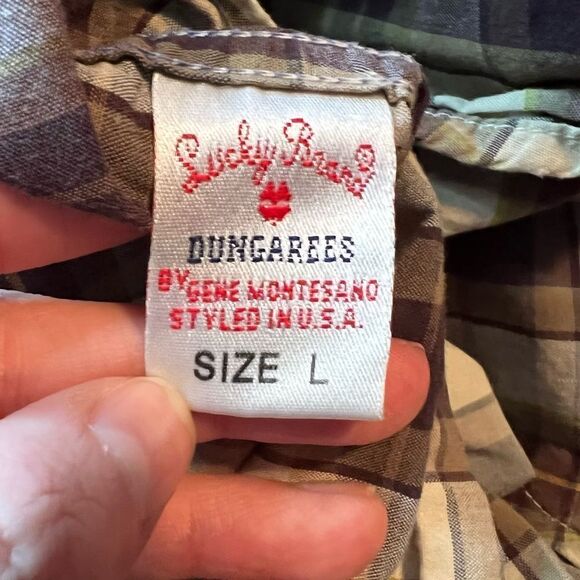 Lucky Brand
DUNGAREES
BY GENE MONTESANO
STYLED IN U.S.A.
SIZE L